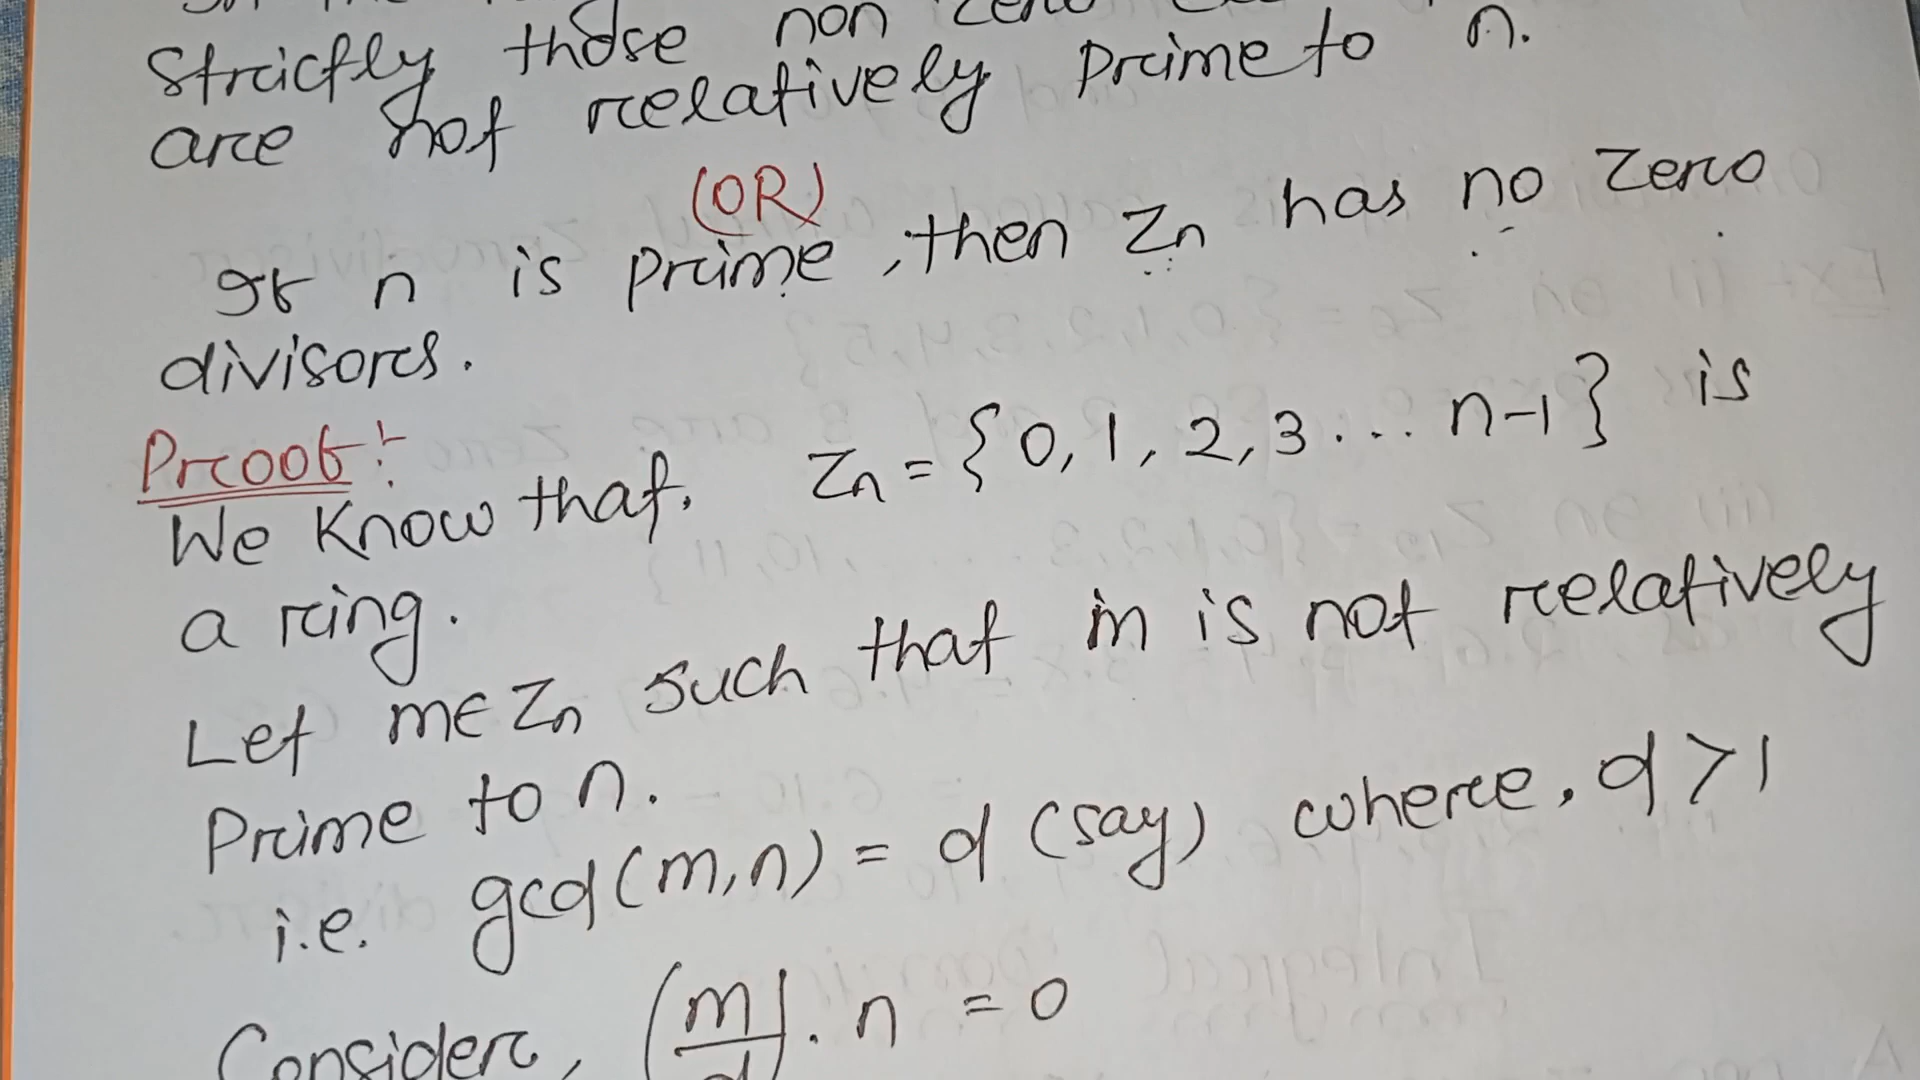 strictly those non zero
are not relatively prime to n.
(OR)
If n is prime, then Zn has no zero
divisors.
Proof:-
We know that, Zn = {0, 1, 2, 3 ... n-1} is
a ring.
Let m∈Zn such that m is not relatively
Prime to n.
i.e. gcd(m,n) = d (say) where, d > 1
Consider, (m/d) . n = 0